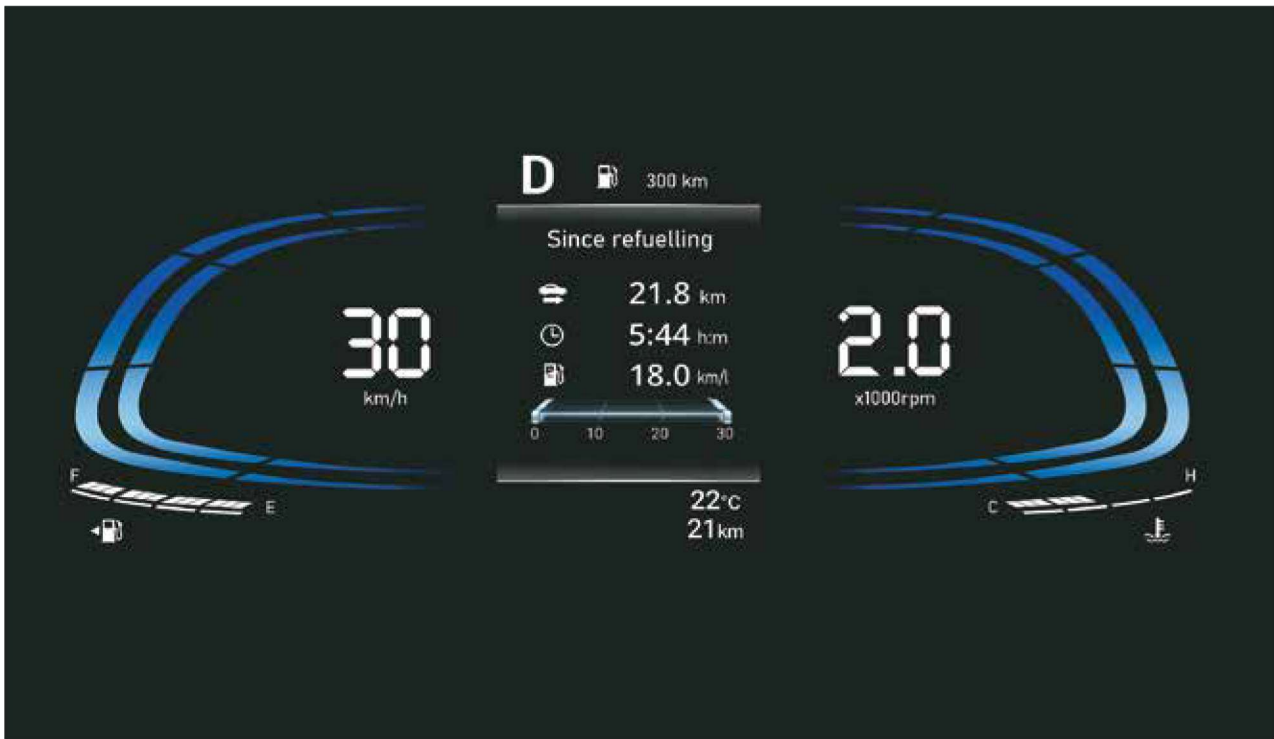 D 300 km
Since refuelling
21.8 km
5:44 h:m
18.0 km/l
0 10 20 30
30
km/h
2.0
x1000rpm
F
E
C
H
22°C
21km